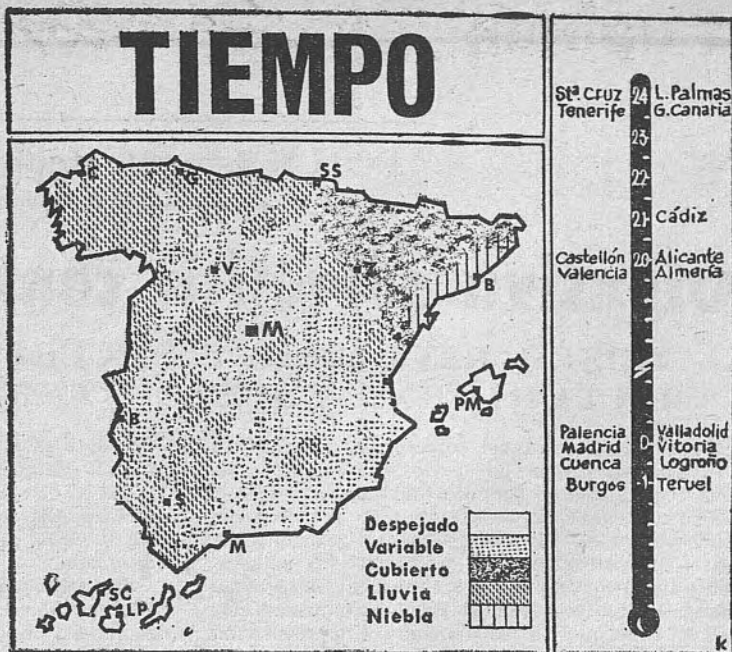 TIEMPO
C
G
SS
V
Z
B
M
PM
B
S
M
SC
LP
Despejado
Variable
Cubierto
Lluvia
Niebla
Stª. Cruz 24 L. Palmas
Tenerife G. Canaria
23
22
21 Cádiz
Castellón 20 Alicante
Valencia Almería
Palencia Valladolid
Madrid 0 Vitoria
Cuenca Logroño
Burgos -1 Teruel
k